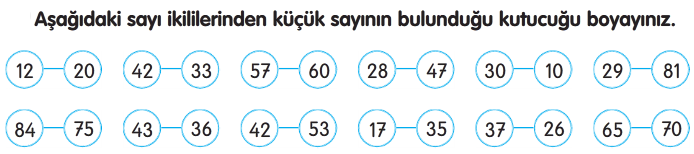 Aşağıdaki sayı ikililerinden küçük sayının bulunduğu kutucuğu boyayınız.
12 20 42 33 57 60 28 47 30 10 29 81
84 75 43 36 42 53 17 35 37 26 65 70